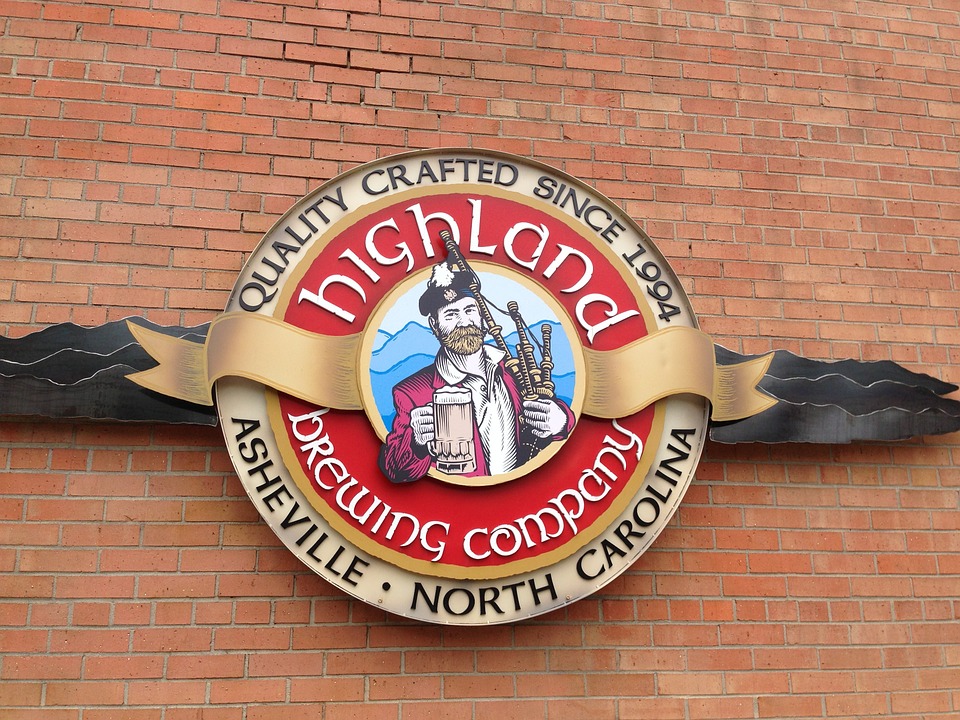 QUALITY CRAFTED SINCE 1994
highland
brewing company
ASHEVILLE • NORTH CAROLINA